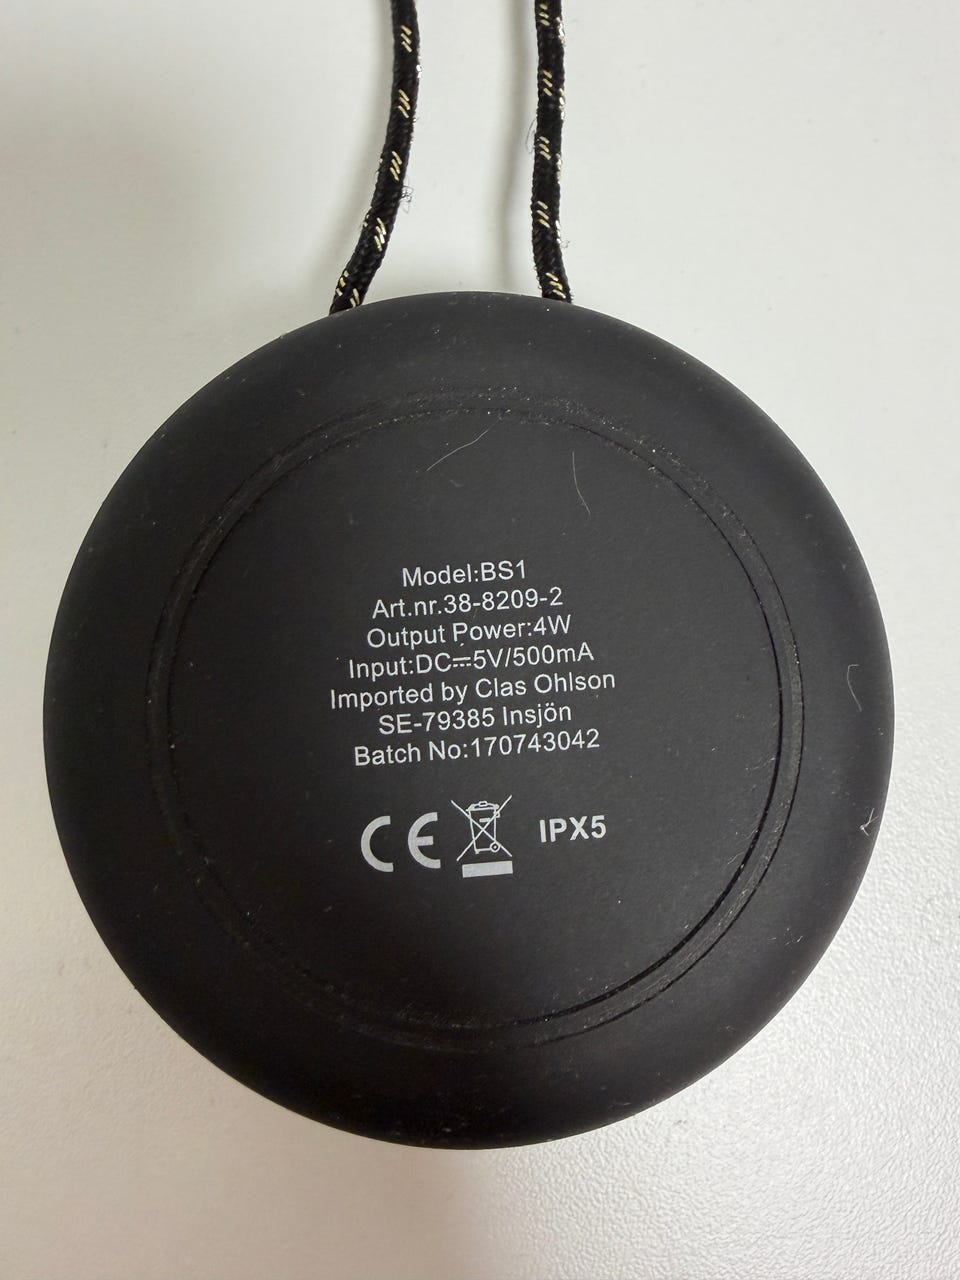 Model:BS1
Art.nr.38-8209-2
Output Power:4W
Input:DC⎓5V/500mA
Imported by Clas Ohlson
SE-79385 Insjön
Batch No:170743042
CE IPX5